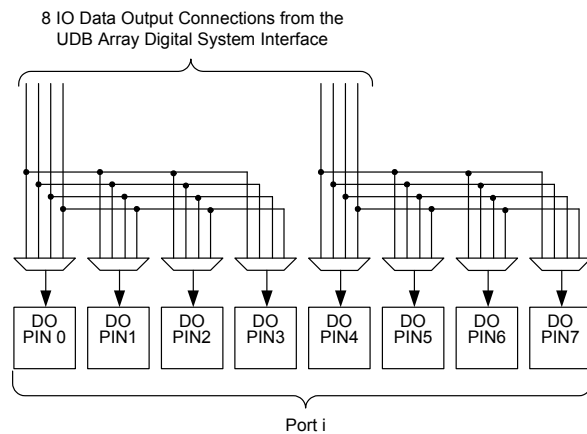 8 IO Data Output Connections from the
UDB Array Digital System Interface
DO
PIN 0
DO
PIN1
DO
PIN2
DO
PIN3
DO
PIN4
DO
PIN5
DO
PIN6
DO
PIN7
Port i